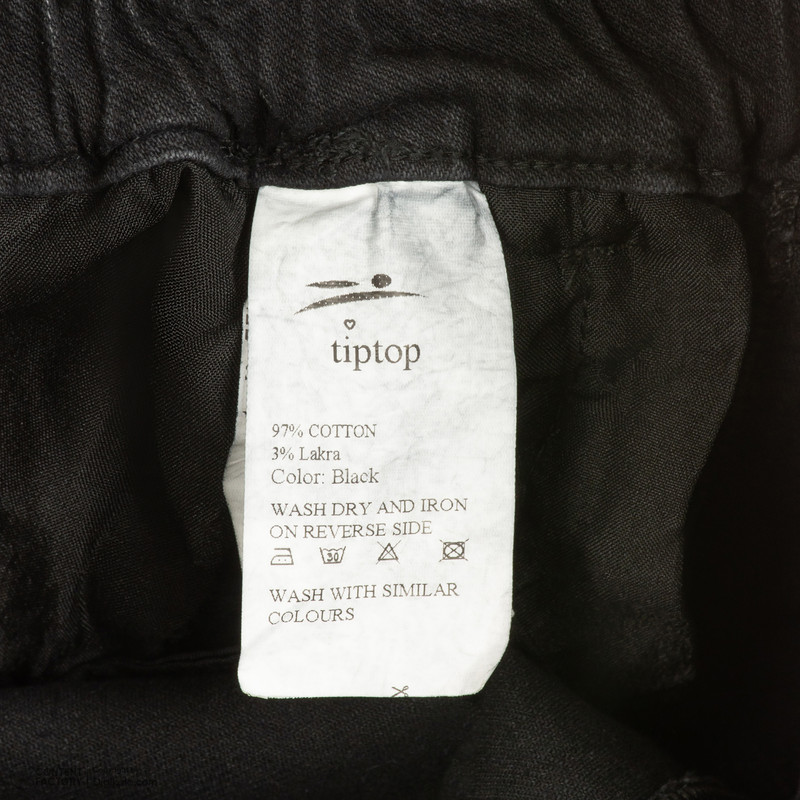 tiptop
97% COTTON
3% Lakra
Color: Black
WASH DRY AND IRON
ON REVERSE SIDE
30
WASH WITH SIMILAR
COLOURS